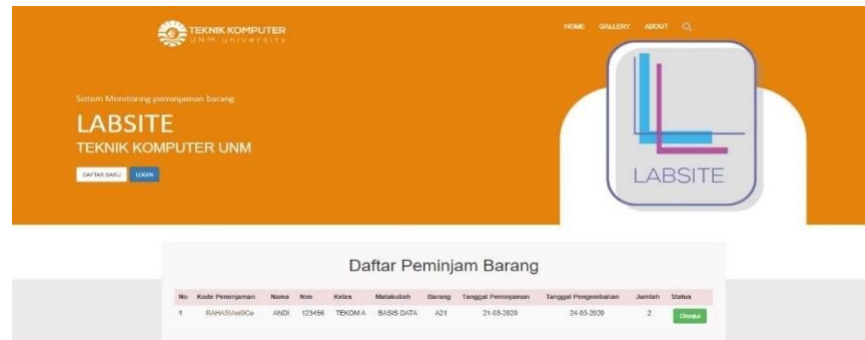 TEKNIK KOMPUTER
UNM university
HOME GALLERY ABOUT
Sistem Monitoring peminjaman barang
LABSITE
TEKNIK KOMPUTER UNM
DAFTAR BARU LOGIN
LABSITE
Daftar Peminjam Barang
No Kode Peminjaman Nama Nim Kelas Matakuliah Barang Tanggal Peminjaman Tanggal Pengembalian Jumlah Status
1 ANDI 123456 TEKOM A BASIS DATA A21 21-03-2020 24-03-2020 2